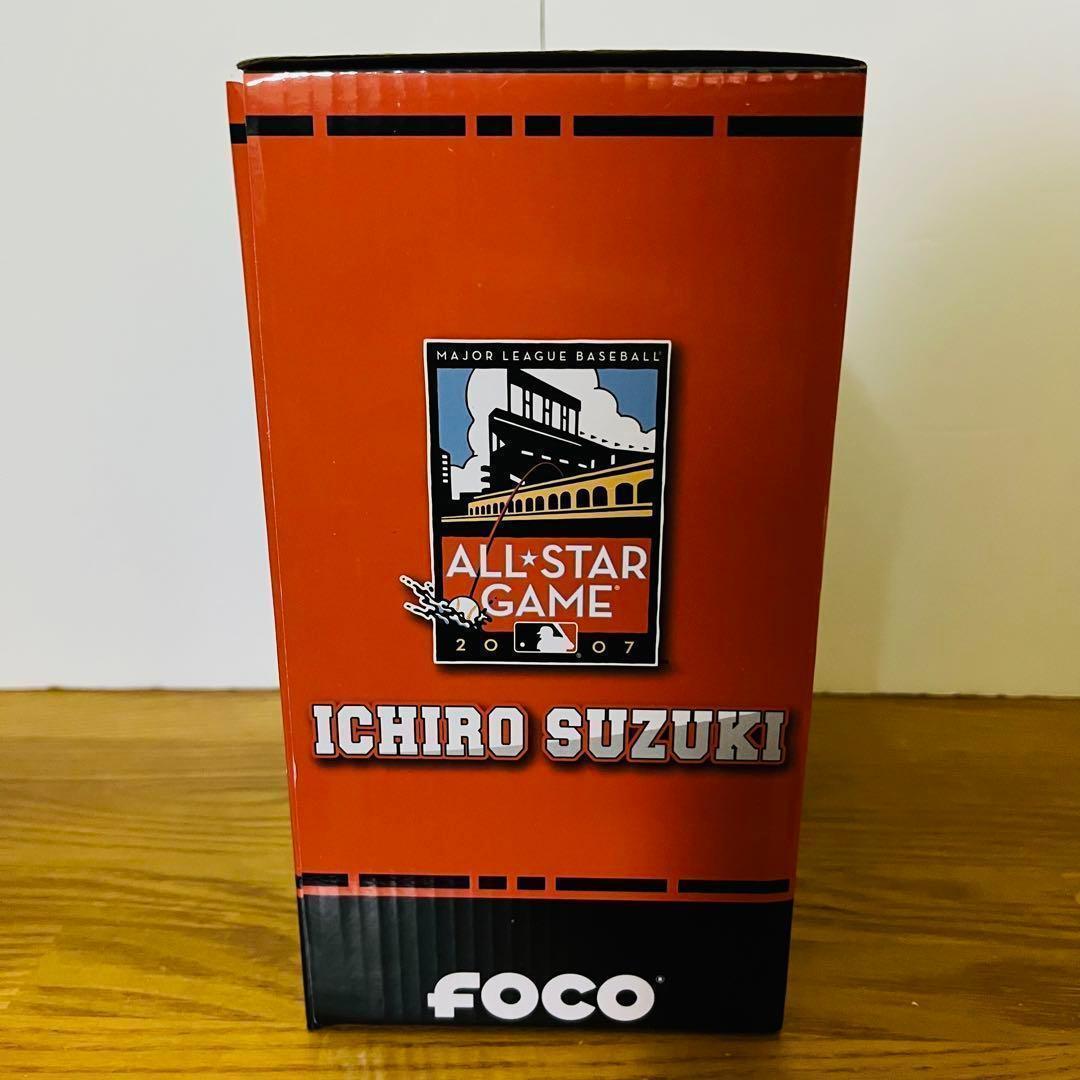 MAJOR LEAGUE BASEBALL
ALL★STAR
GAME®
20 07
ICHIRO SUZUKI
FOCO®